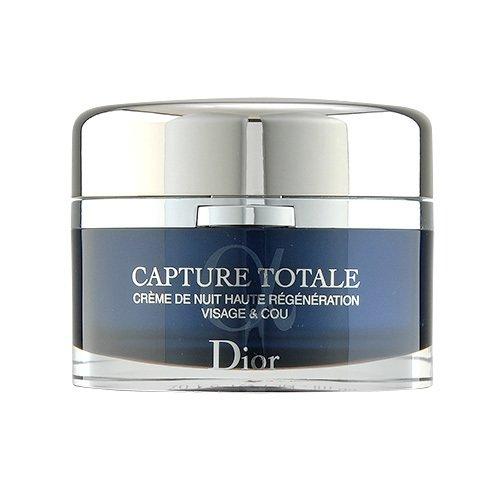 CAPTURE TOTALE
CRÈME DE NUIT HAUTE RÉGÉNÉRATION
VISAGE & COU
Dior